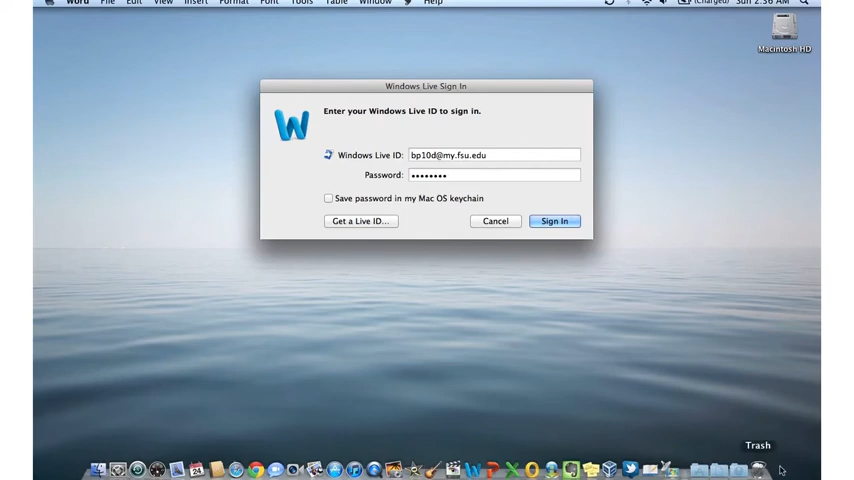 Word File Edit View Insert Format Font Tools Table Window Help (Charged) Sun 2:56 AM
Macintosh HD
Windows Live Sign In
Enter your Windows Live ID to sign in.
Windows Live ID: bp10d@my.fsu.edu
Password: ••••••••
Save password in my Mac OS keychain
Get a Live ID... Cancel Sign In
Trash
24